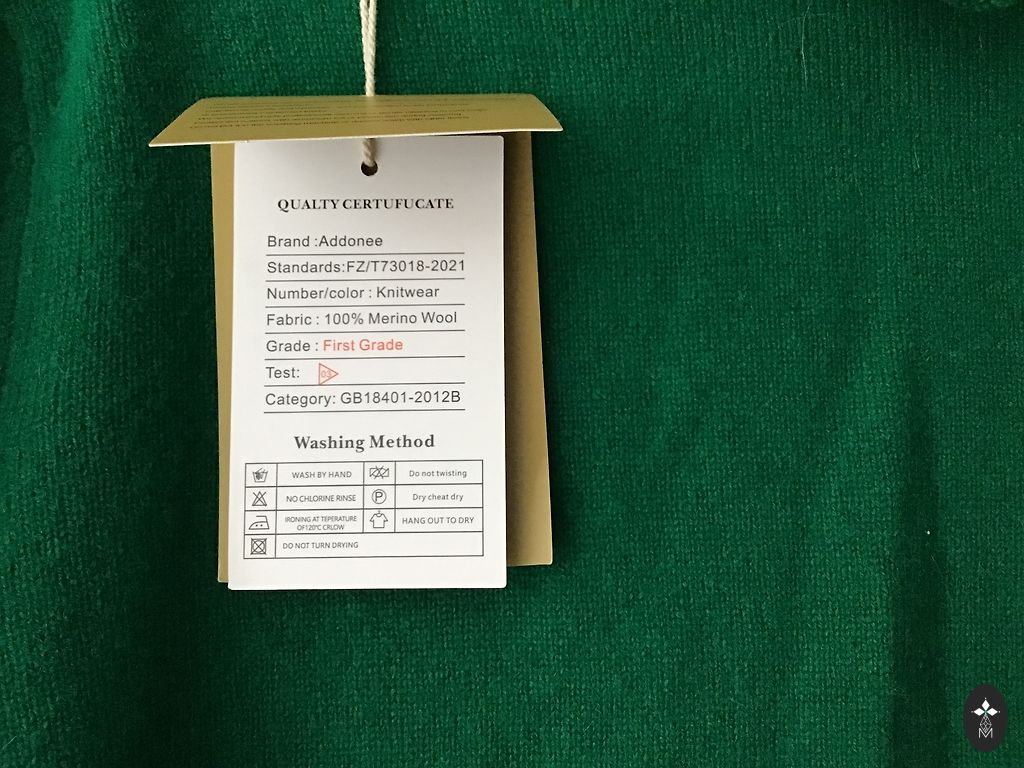 QUALTY CERTUFUCATE
Brand :Addonee
Standards:FZ/T73018-2021
Number/color : Knitwear
Fabric : 100% Merino Wool
Grade : First Grade
Test: 03
Category: GB18401-2012B
Washing Method
WASH BY HAND Do not twisting
NO CHLORINE RINSE P Dry cheat dry
IRONING AT TEPERATURE
OF120℃ CRLOW HANG OUT TO DRY
DO NOT TURN DRYING
M